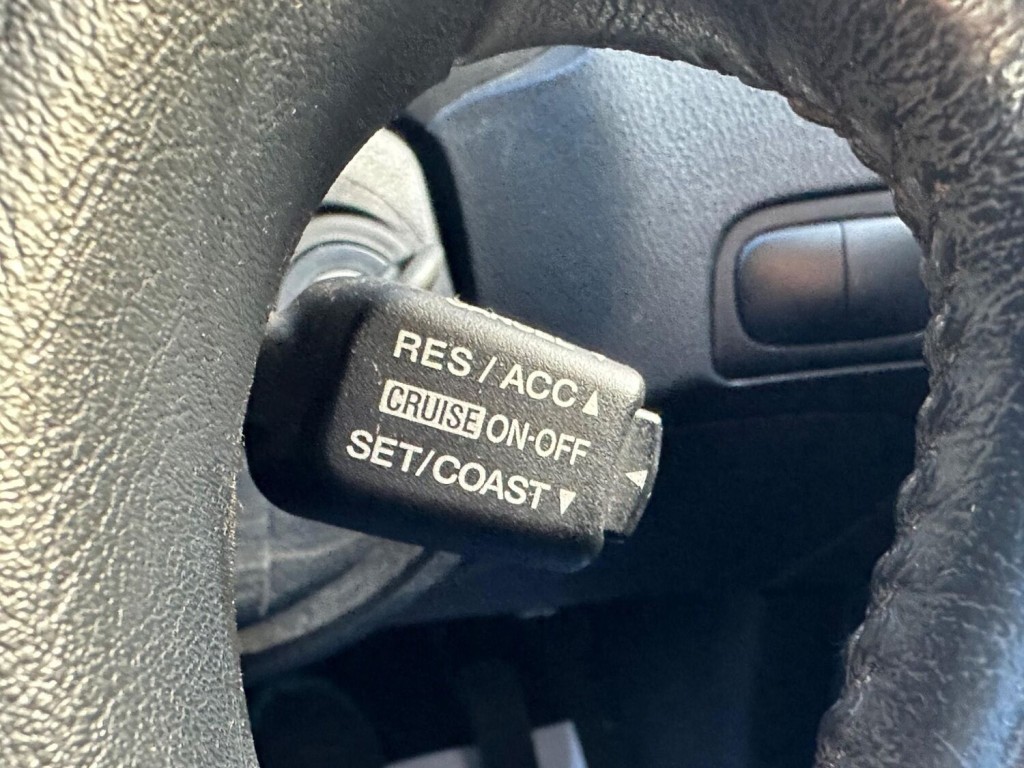 RES / ACC▲
CRUISE ON·OFF
SET/COAST▼